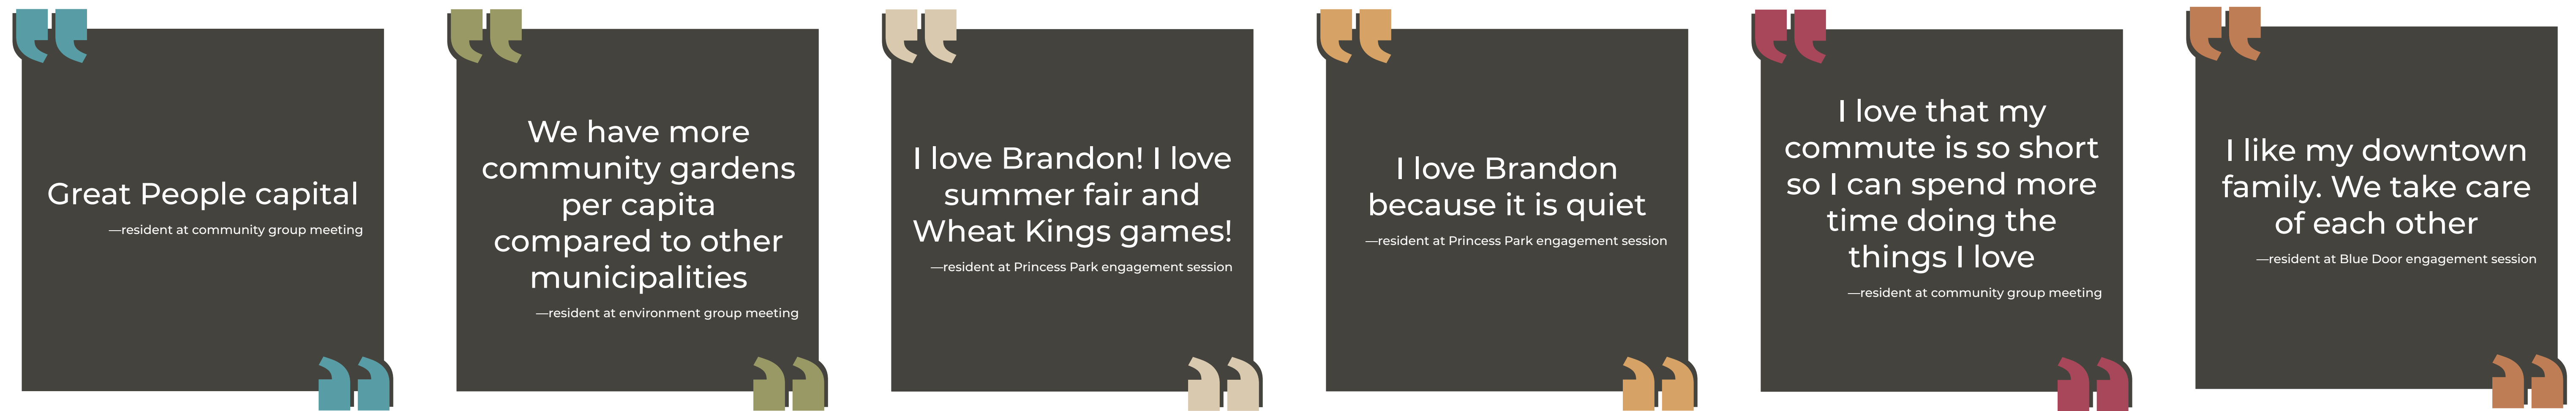 Great People capital
—resident at community group meeting
We have more
community gardens
per capita
compared to other
municipalities
—resident at environment group meeting
I love Brandon! I love
summer fair and
Wheat Kings games!
—resident at Princess Park engagement session
I love Brandon
because it is quiet
—resident at Princess Park engagement session
I love that my
commute is so short
so I can spend more
time doing the
things I love
—resident at community group meeting
I like my downtown
family. We take care
of each other
—resident at Blue Door engagement session